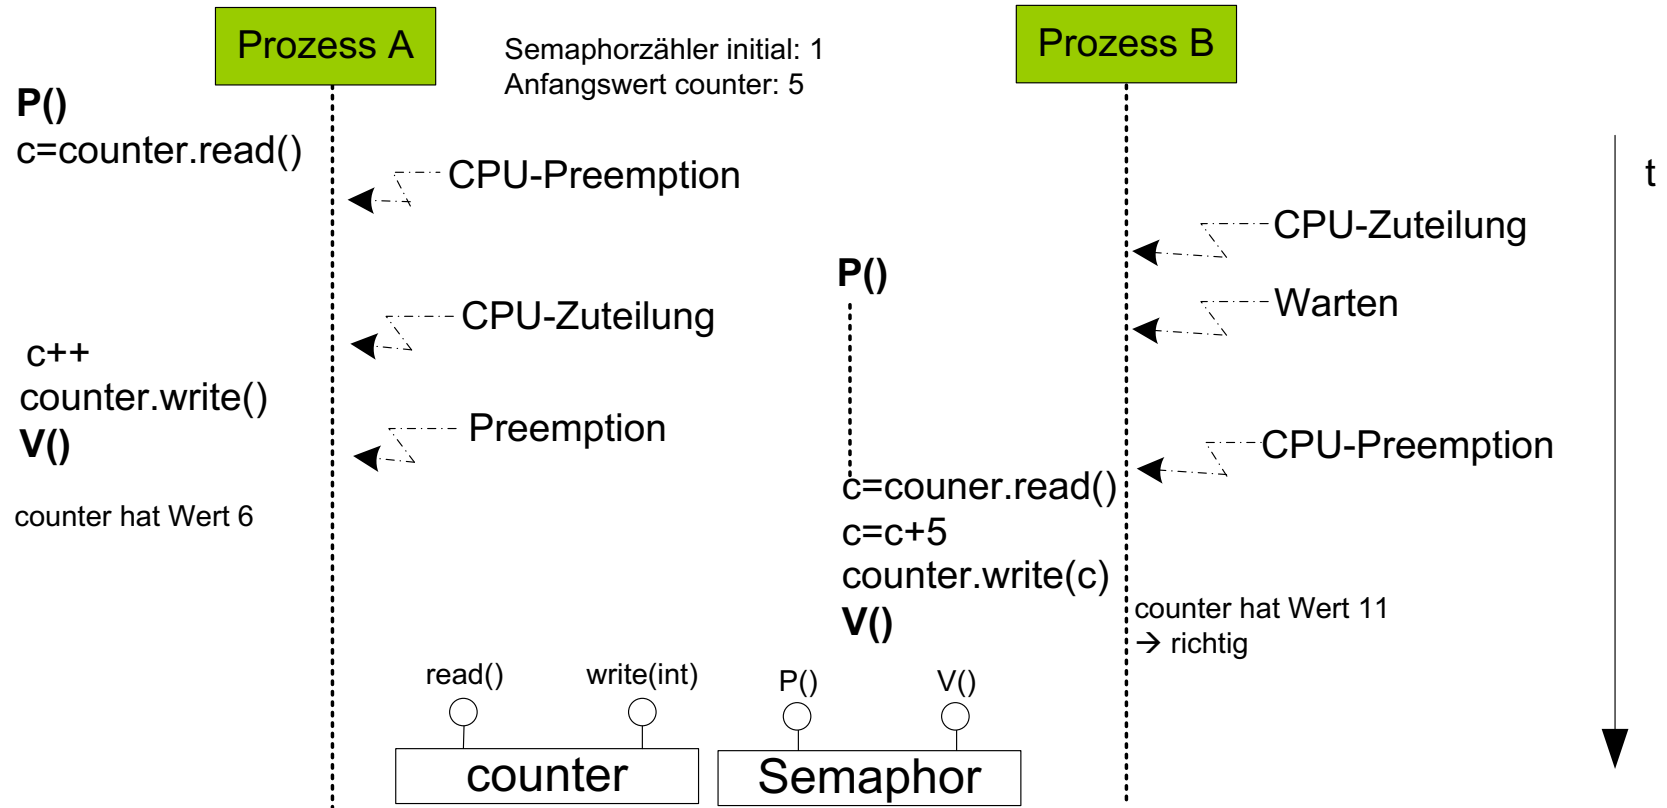 Prozess A
Semaphorzähler initial: 1
Anfangswert counter: 5
Prozess B
P()
c=counter.read()
CPU-Preemption
t
CPU-Zuteilung
P()
Warten
CPU-Zuteilung
c++
counter.write()
V()
Preemption
CPU-Preemption
counter hat Wert 6
c=couner.read()
c=c+5
counter.write(c)
V()
counter hat Wert 11
→ richtig
read()
write(int)
P()
V()
counter
Semaphor